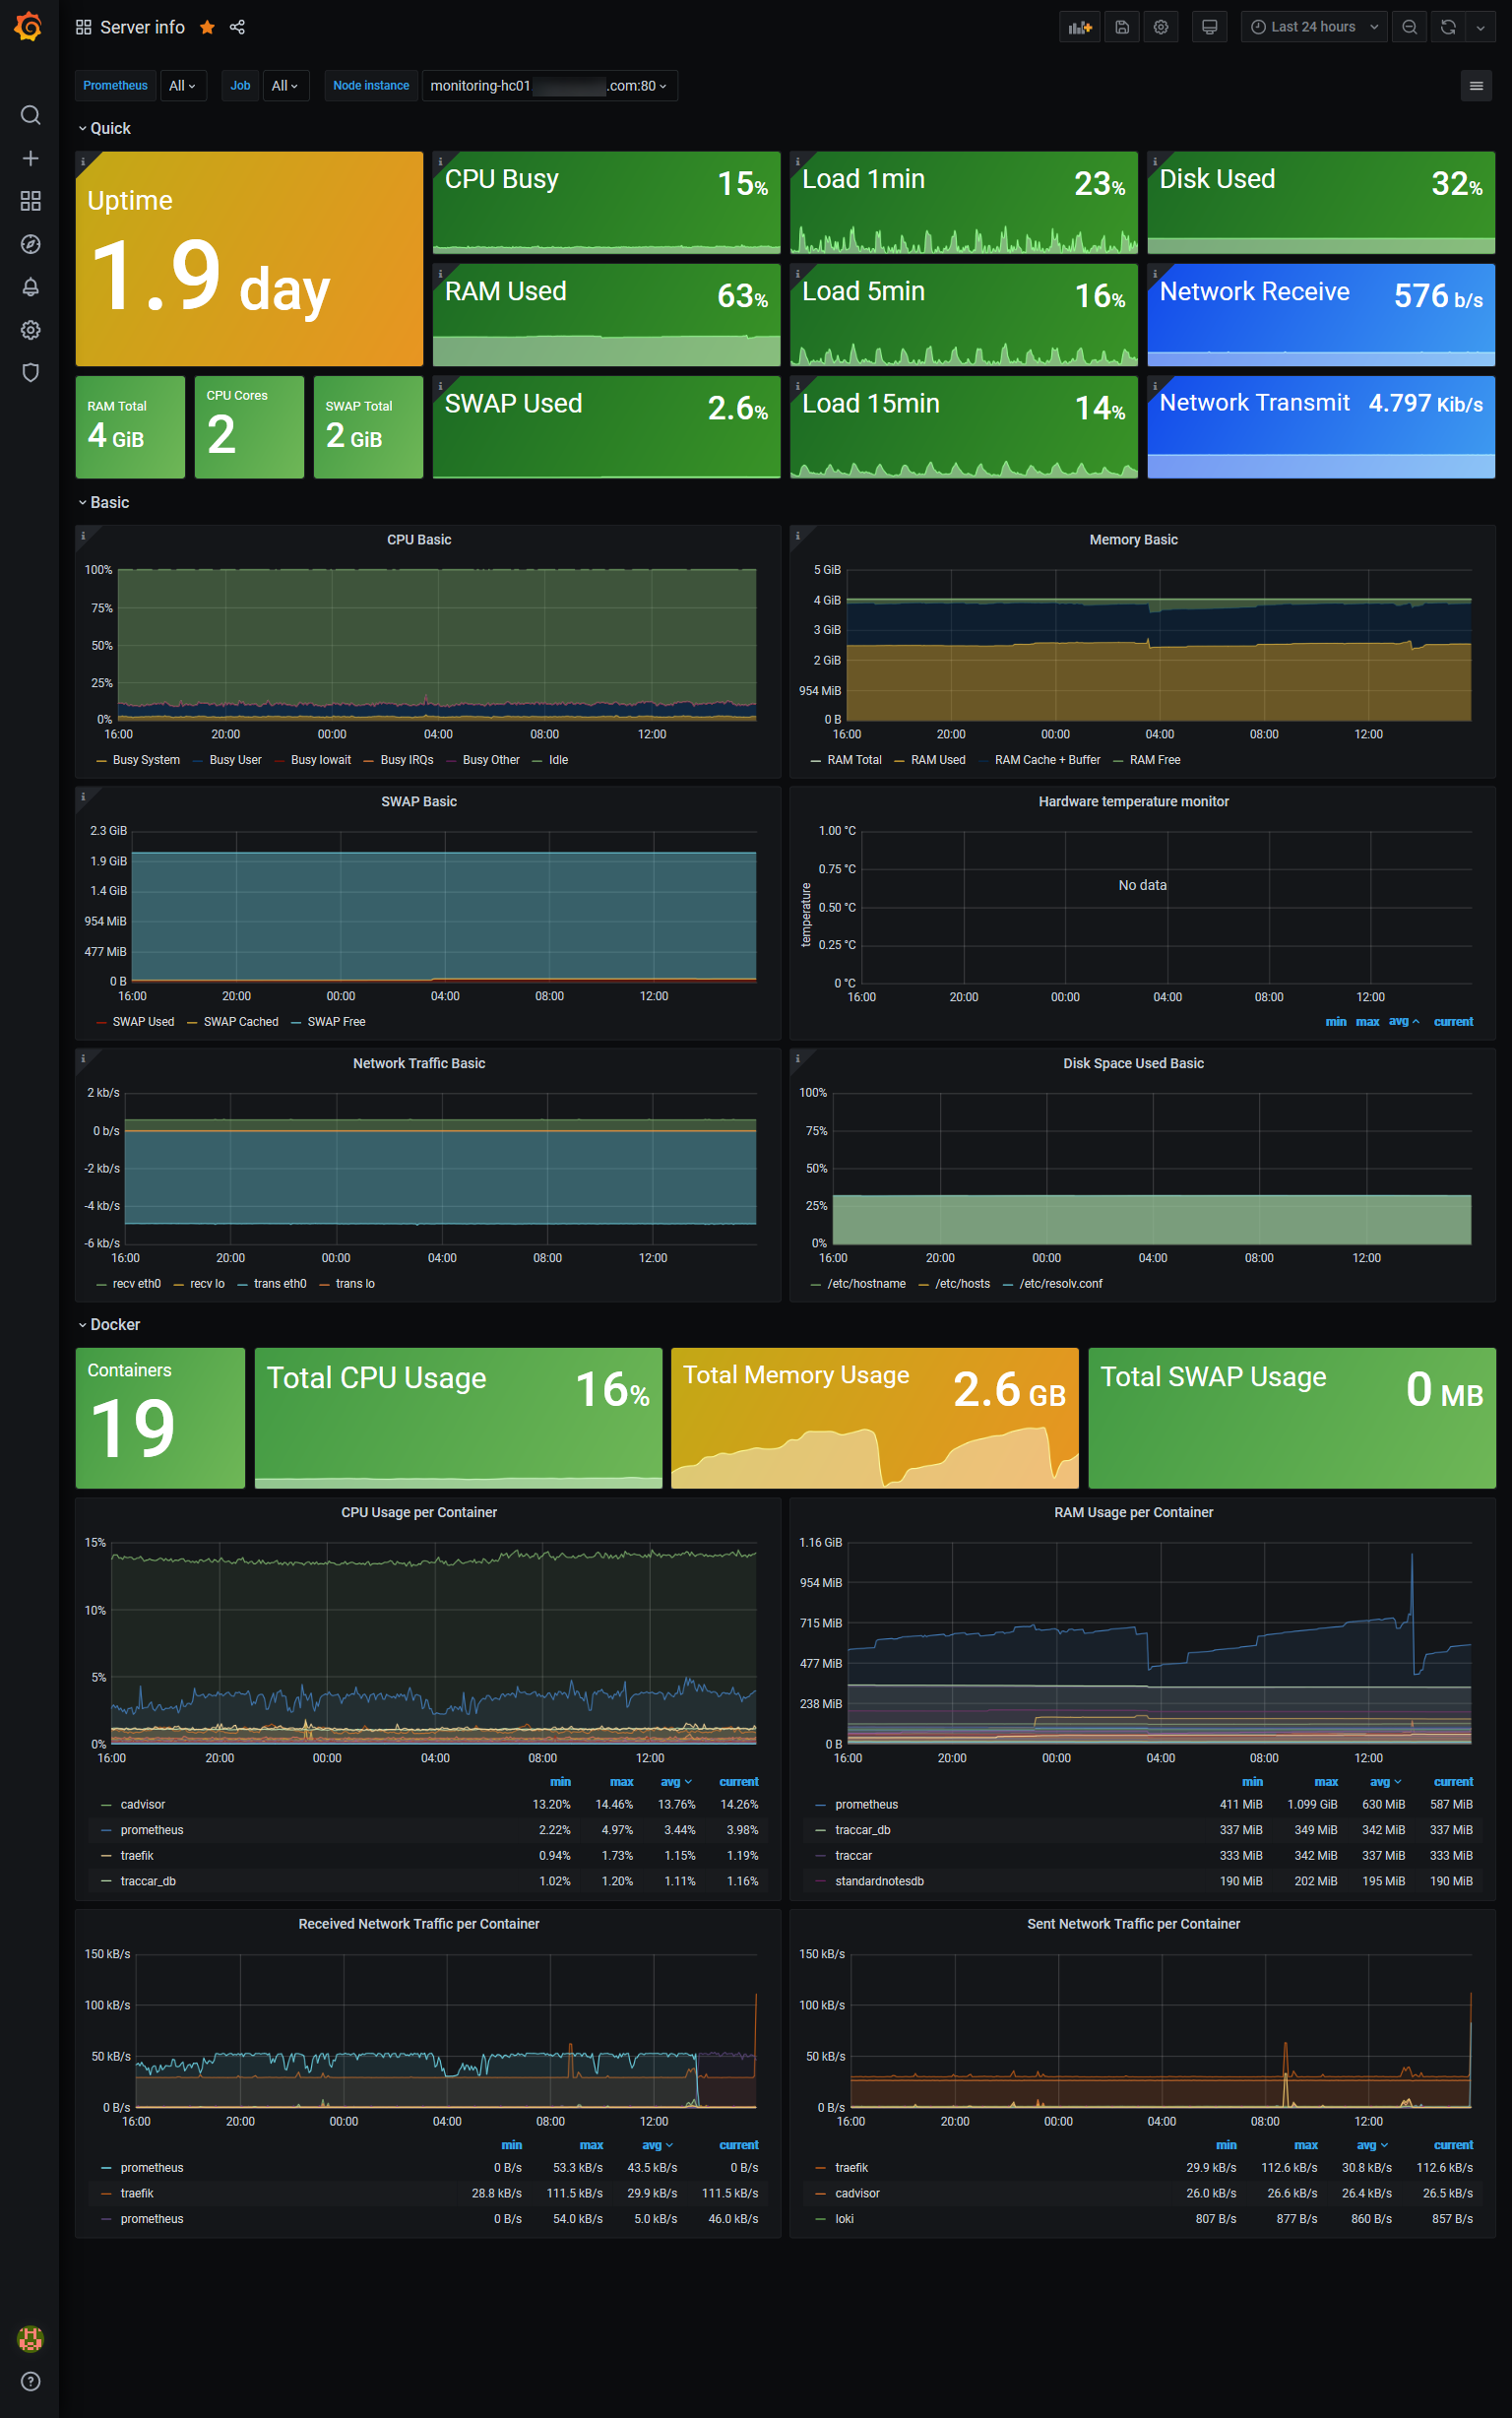 Server info
Last 24 hours
Prometheus All Job All Node instance monitoring-hc01 .com:80
Quick
Uptime
1.9 day
CPU Busy 15%
Load 1min 23%
Disk Used 32%
RAM Used 63%
Load 5min 16%
Network Receive 576 b/s
RAM Total
4 GiB
CPU Cores
2
SWAP Total
2 GiB
SWAP Used 2.6%
Load 15min 14%
Network Transmit 4.797 Kib/s
Basic
CPU Basic
100%
75%
50%
25%
0%
16:00 20:00 00:00 04:00 08:00 12:00
Busy System Busy User Busy Iowait Busy IRQs Busy Other Idle
Memory Basic
5 GiB
4 GiB
3 GiB
2 GiB
954 MiB
0 B
16:00 20:00 00:00 04:00 08:00 12:00
RAM Total RAM Used RAM Cache + Buffer RAM Free
SWAP Basic
2.3 GiB
1.9 GiB
1.4 GiB
954 MiB
477 MiB
0 B
16:00 20:00 00:00 04:00 08:00 12:00
SWAP Used SWAP Cached SWAP Free
Hardware temperature monitor
temperature
1.00 °C
0.75 °C
0.50 °C
0.25 °C
0 °C
No data
16:00 20:00 00:00 04:00 08:00 12:00
min max avg current
Network Traffic Basic
2 kb/s
0 b/s
-2 kb/s
-4 kb/s
-6 kb/s
16:00 20:00 00:00 04:00 08:00 12:00
recv eth0 recv lo trans eth0 trans lo
Disk Space Used Basic
100%
75%
50%
25%
0%
16:00 20:00 00:00 04:00 08:00 12:00
/etc/hostname /etc/hosts /etc/resolv.conf
Docker
Containers
19
Total CPU Usage 16%
Total Memory Usage 2.6 GB
Total SWAP Usage 0 MB
CPU Usage per Container
15%
10%
5%
0%
16:00 20:00 00:00 04:00 08:00 12:00
min max avg current
cadvisor 13.20% 14.46% 13.76% 14.26%
prometheus 2.22% 4.97% 3.44% 3.98%
traefik 0.94% 1.73% 1.15% 1.19%
traccar_db 1.02% 1.20% 1.11% 1.16%
RAM Usage per Container
1.16 GiB
954 MiB
715 MiB
477 MiB
238 MiB
0 B
16:00 20:00 00:00 04:00 08:00 12:00
min max avg current
prometheus 411 MiB 1.099 GiB 630 MiB 587 MiB
traccar_db 337 MiB 349 MiB 342 MiB 337 MiB
traccar 333 MiB 342 MiB 337 MiB 333 MiB
standardnotesdb 190 MiB 202 MiB 195 MiB 190 MiB
Received Network Traffic per Container
150 kB/s
100 kB/s
50 kB/s
0 B/s
16:00 20:00 00:00 04:00 08:00 12:00
min max avg current
prometheus 0 B/s 53.3 kB/s 43.5 kB/s 0 B/s
traefik 28.8 kB/s 111.5 kB/s 29.9 kB/s 111.5 kB/s
prometheus 0 B/s 54.0 kB/s 5.0 kB/s 46.0 kB/s
Sent Network Traffic per Container
150 kB/s
100 kB/s
50 kB/s
0 B/s
16:00 20:00 00:00 04:00 08:00 12:00
min max avg current
traefik 29.9 kB/s 112.6 kB/s 30.8 kB/s 112.6 kB/s
cadvisor 26.0 kB/s 26.6 kB/s 26.4 kB/s 26.5 kB/s
loki 807 B/s 877 B/s 860 B/s 857 B/s